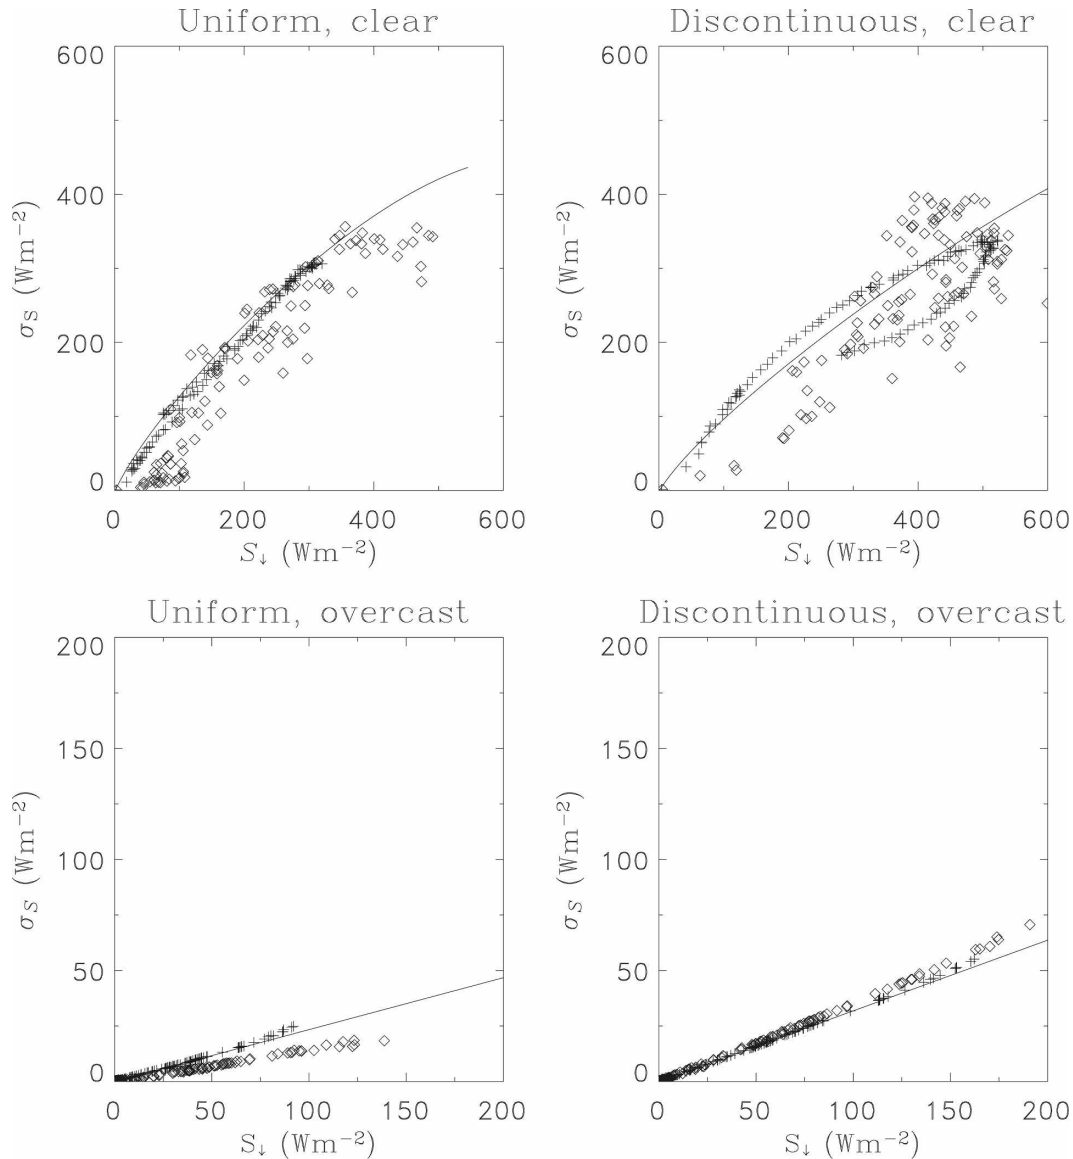 Uniform, clear
600
400
200
0
σS (Wm−2)
0 200 400 600
S↓ (Wm−2)
Discontinuous, clear
600
400
200
0
σS (Wm−2)
0 200 400 600
S↓ (Wm−2)
Uniform, overcast
200
150
100
50
0
σS (Wm−2)
0 50 100 150 200
S↓ (Wm−2)
Discontinuous, overcast
200
150
100
50
0
σS (Wm−2)
0 50 100 150 200
S↓ (Wm−2)